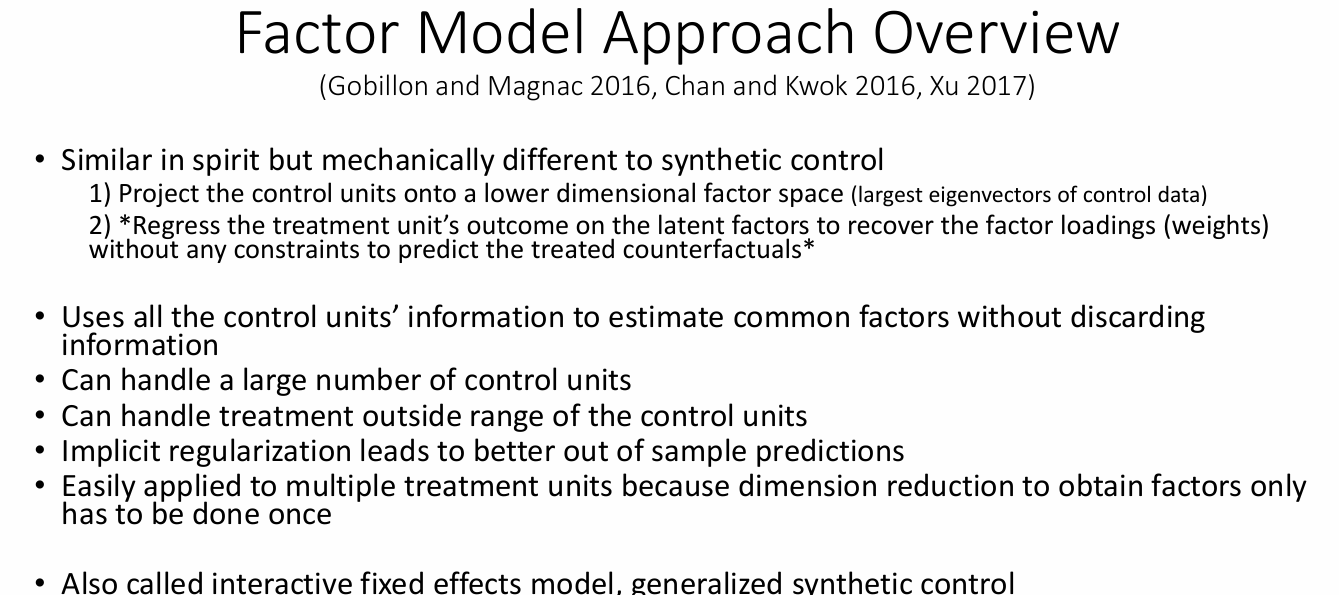 Factor Model Approach Overview
(Gobillon and Magnac 2016, Chan and Kwok 2016, Xu 2017)
• Similar in spirit but mechanically different to synthetic control
1) Project the control units onto a lower dimensional factor space (largest eigenvectors of control data)
2) *Regress the treatment unit’s outcome on the latent factors to recover the factor loadings (weights)
without any constraints to predict the treated counterfactuals*
• Uses all the control units’ information to estimate common factors without discarding
information
• Can handle a large number of control units
• Can handle treatment outside range of the control units
• Implicit regularization leads to better out of sample predictions
• Easily applied to multiple treatment units because dimension reduction to obtain factors only
has to be done once
• Also called interactive fixed effects model, generalized synthetic control